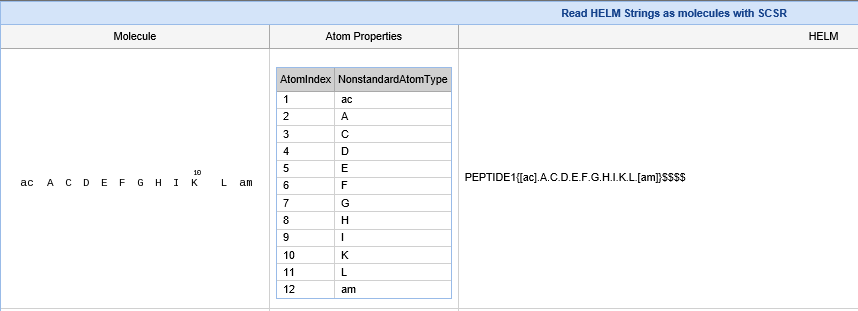 Read HELM Strings as molecules with SCSR
Molecule Atom Properties HELM
AtomIndex NonstandardAtomType
1 ac
2 A
3 C
4 D
5 E
6 F
7 G
8 H
9 I
10 K
11 L
12 am
10
ac A C D E F G H I K L am
PEPTIDE1{[ac].A.C.D.E.F.G.H.I.K.L.[am]}$$$$